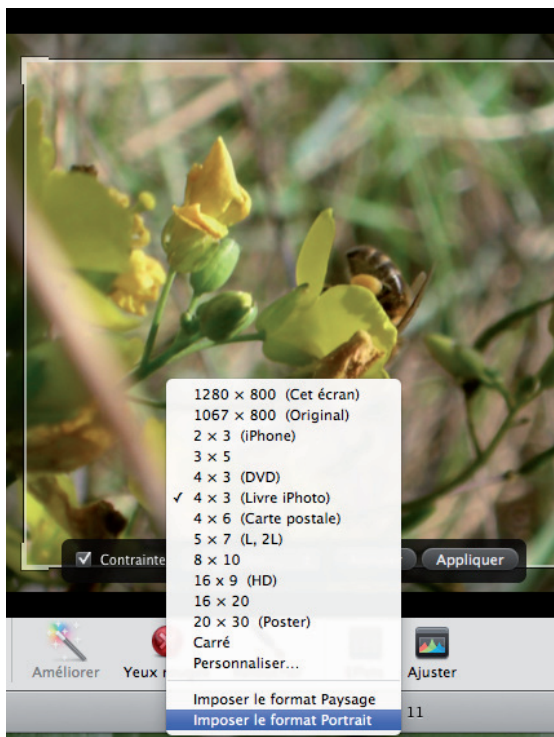 1280 × 800 (Cet écran)
1067 × 800 (Original)
2 × 3 (iPhone)
3 × 5
4 × 3 (DVD)
✓ 4 × 3 (Livre iPhoto)
4 × 6 (Carte postale)
5 × 7 (L, 2L)
8 × 10
16 x 9 (HD)
16 × 20
20 × 30 (Poster)
Carré
Personnaliser...
Imposer le format Paysage
Imposer le format Portrait
Contrainte
Appliquer
Améliorer Yeux Ajuster
11